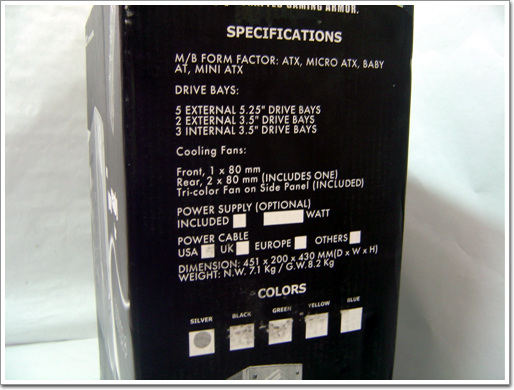 GAMING ARMOR.
SPECIFICATIONS
M/B FORM FACTOR: ATX, MICRO ATX, BABY
AT, MINI ATX
DRIVE BAYS:
5 EXTERNAL 5.25" DRIVE BAYS
2 EXTERNAL 3.5" DRIVE BAYS
3 INTERNAL 3.5" DRIVE BAYS
Cooling Fans:
Front, 1 x 80 mm
Rear, 2 x 80 mm (INCLUDES ONE)
Tri-color Fan on Side Panel (INCLUDED)
POWER SUPPLY (OPTIONAL)
INCLUDED WATT
POWER CABLE
USA UK EUROPE OTHERS
DIMENSION: 451 x 200 x 430 MM(D x W x H)
WEIGHT: N.W. 7.1 Kg / G.W.8.2 Kg
COLORS
SILVER BLACK GREEN YELLOW BLUE